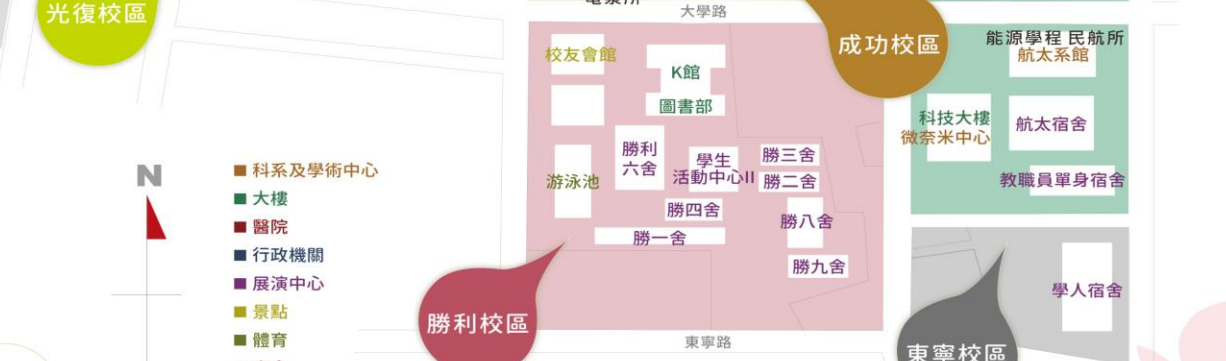 光復校區
大學路
成功校區
能源學程 民航所
航太系館
校友會館
K館
圖書部
科技大樓
微奈米中心
航太宿舍
勝利
六舍
學生
活動中心II
勝三舍
勝二舍
游泳池
教職員單身宿舍
勝四舍
勝八舍
勝一舍
勝九舍
學人宿舍
勝利校區
東寧路
東寧校區
N
科系及學術中心
大樓
醫院
行政機關
展演中心
景點
體育